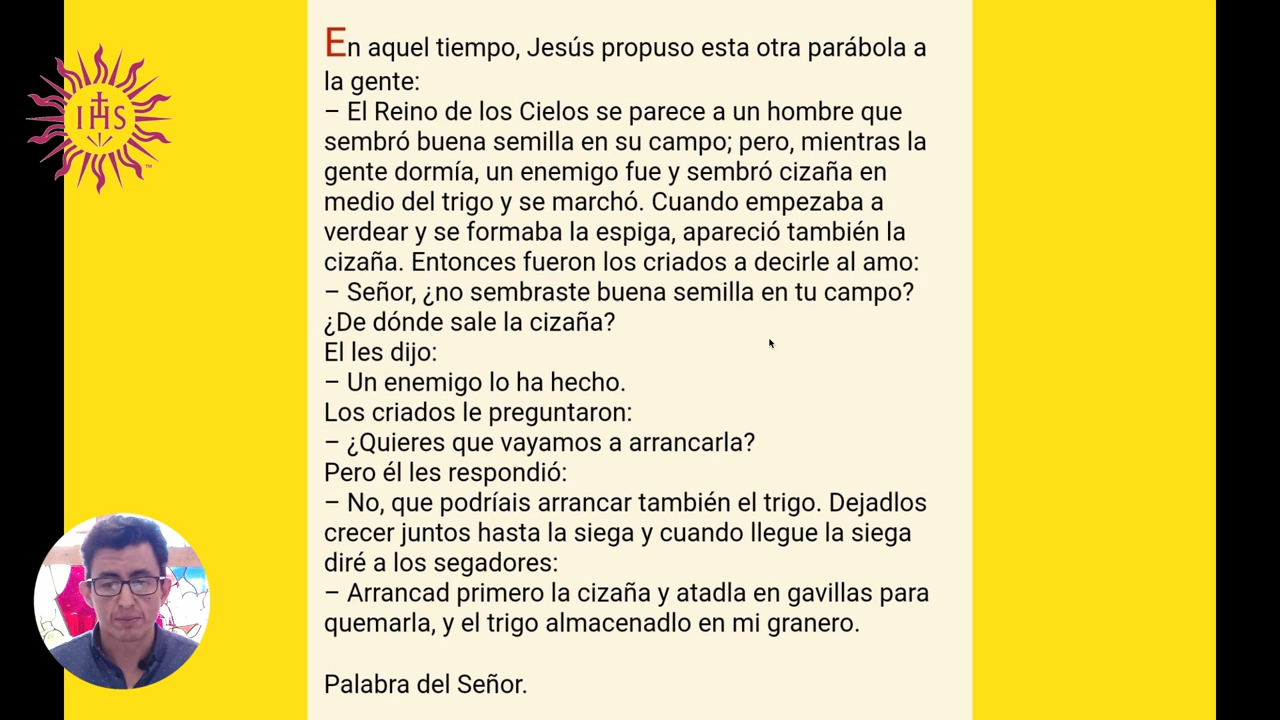 IHS
TM
En aquel tiempo, Jesús propuso esta otra parábola a
la gente:
– El Reino de los Cielos se parece a un hombre que
sembró buena semilla en su campo; pero, mientras la
gente dormía, un enemigo fue y sembró cizaña en
medio del trigo y se marchó. Cuando empezaba a
verdear y se formaba la espiga, apareció también la
cizaña. Entonces fueron los criados a decirle al amo:
– Señor, ¿no sembraste buena semilla en tu campo?
¿De dónde sale la cizaña?
El les dijo:
– Un enemigo lo ha hecho.
Los criados le preguntaron:
– ¿Quieres que vayamos a arrancarla?
Pero él les respondió:
– No, que podríais arrancar también el trigo. Dejadlos
crecer juntos hasta la siega y cuando llegue la siega
diré a los segadores:
– Arrancad primero la cizaña y atadla en gavillas para
quemarla, y el trigo almacenadlo en mi granero.
Palabra del Señor.